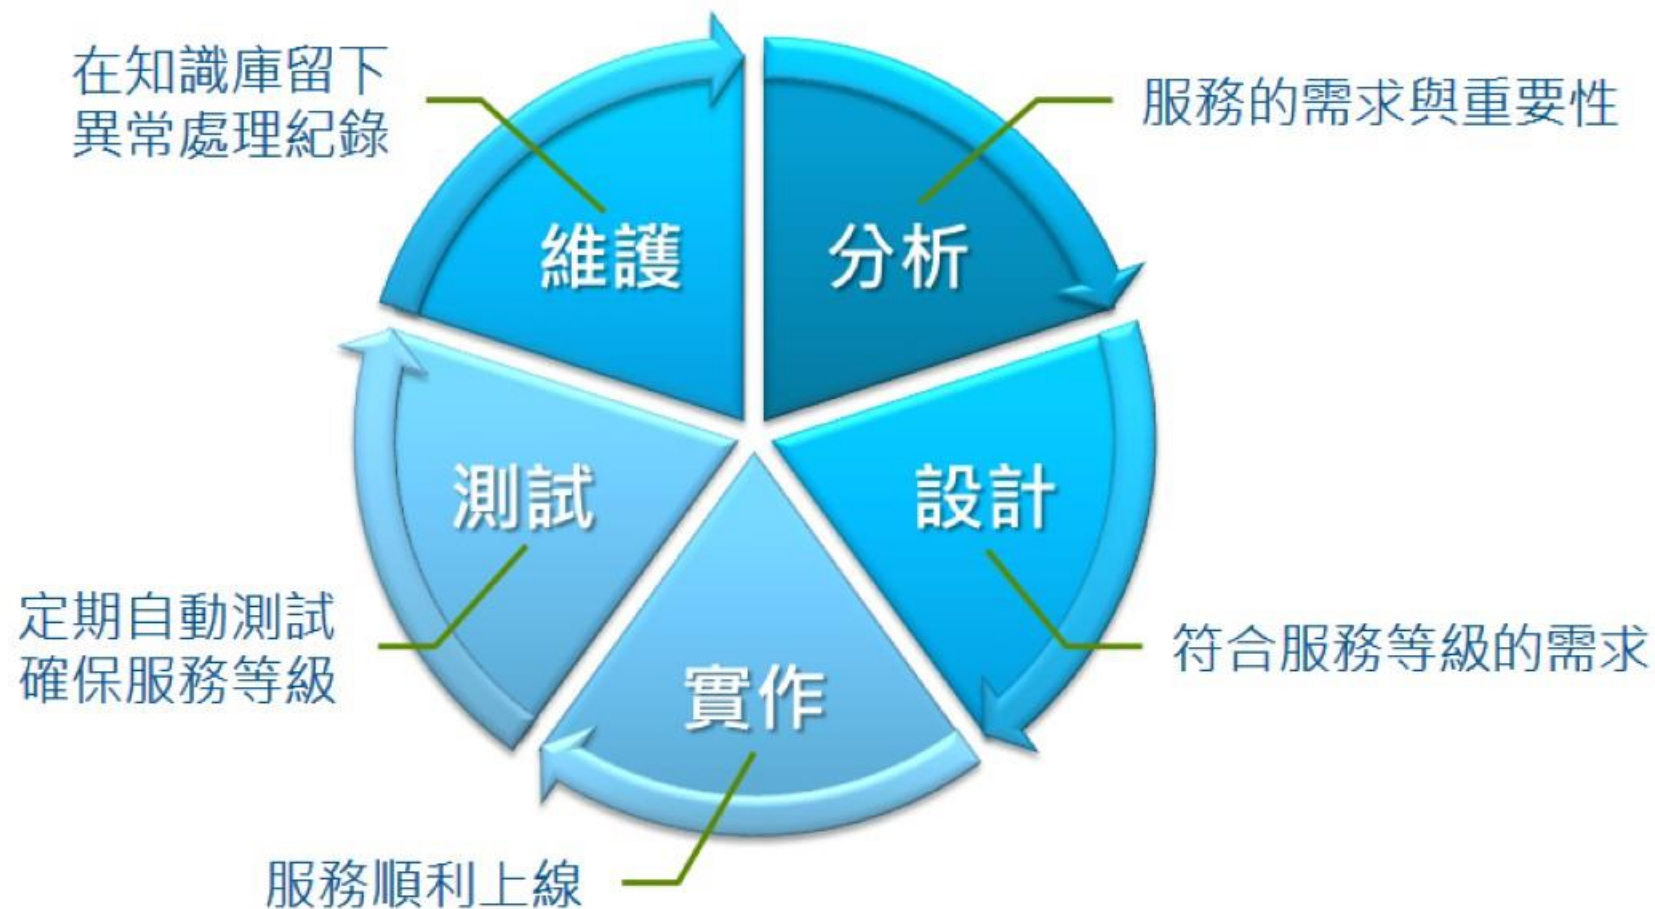 在知識庫留下
異常處理紀錄
服務的需求與重要性
維護
分析
測試
設計
定期自動測試
確保服務等級
符合服務等級的需求
實作
服務順利上線